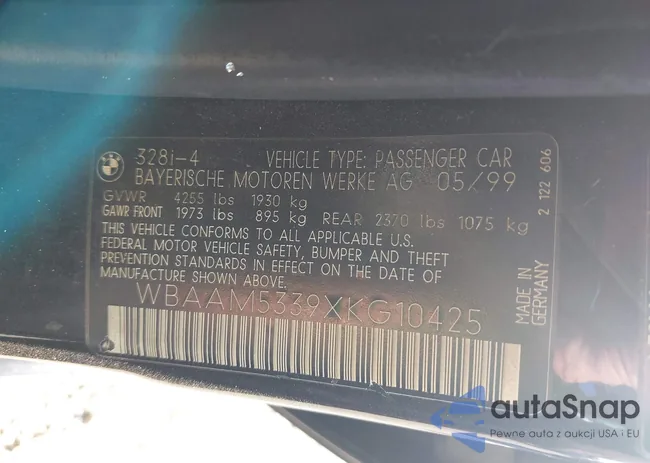 328i-4 VEHICLE TYPE: PASSENGER CAR
BAYERISCHE MOTOREN WERKE AG 05/99
GVWR 4255 lbs 1930 kg
GAWR FRONT 1973 lbs 895 kg REAR 2370 lbs 1075 kg
THIS VEHICLE CONFORMS TO ALL APPLICABLE U.S.
FEDERAL MOTOR VEHICLE SAFETY, BUMPER AND THEFT
PREVENTION STANDARDS IN EFFECT ON THE DATE OF
MANUFACTURE SHOWN ABOVE.
WBAAM5339XKG10425
MADE IN
GERMANY
2 122 606
autaSnap
Pewne auta z aukcji USA i EU